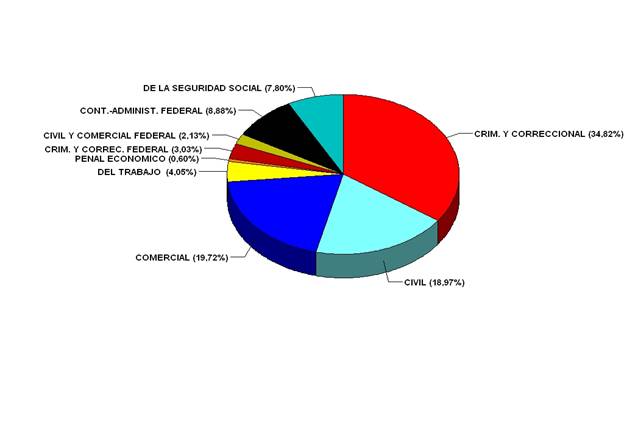 DE LA SEGURIDAD SOCIAL (7,80%)
CONT.-ADMINIST. FEDERAL (8,88%)
CIVIL Y COMERCIAL FEDERAL (2,13%)
CRIM. Y CORREC. FEDERAL (3,03%)
PENAL ECONOMICO (0,60%)
DEL TRABAJO (4,05%)
CRIM. Y CORRECCIONAL (34,82%)
COMERCIAL (19,72%)
CIVIL (18,97%)